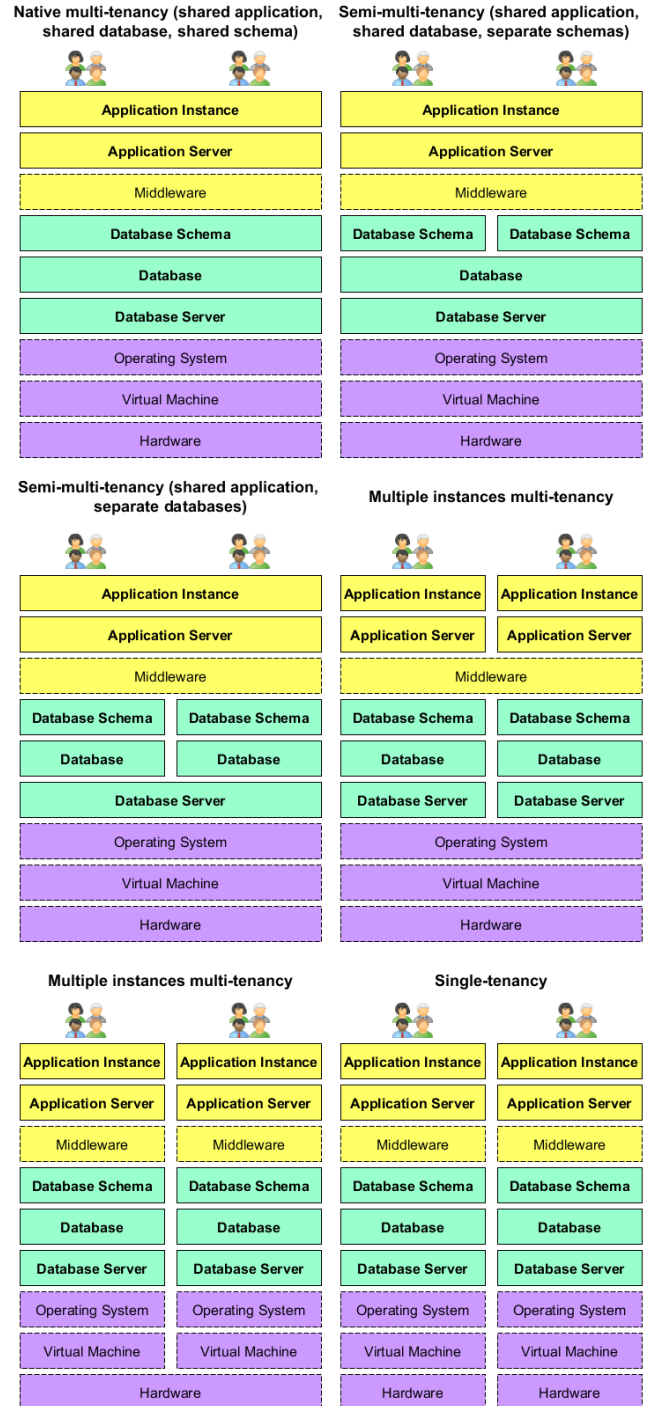 Native multi-tenancy (shared application,
shared database, shared schema)
Application Instance
Application Server
Middleware
Database Schema
Database
Database Server
Operating System
Virtual Machine
Hardware
Semi-multi-tenancy (shared application,
shared database, separate schemas)
Application Instance
Application Server
Middleware
Database Schema Database Schema
Database
Database Server
Operating System
Virtual Machine
Hardware
Semi-multi-tenancy (shared application,
separate databases)
Application Instance
Application Server
Middleware
Database Schema Database Schema
Database Database
Database Server
Operating System
Virtual Machine
Hardware
Multiple instances multi-tenancy
Application Instance Application Instance
Application Server Application Server
Middleware
Database Schema Database Schema
Database Database
Database Server Database Server
Operating System
Virtual Machine
Hardware
Multiple instances multi-tenancy
Application Instance Application Instance
Application Server Application Server
Middleware Middleware
Database Schema Database Schema
Database Database
Database Server Database Server
Operating System Operating System
Virtual Machine Virtual Machine
Hardware
Single-tenancy
Application Instance Application Instance
Application Server Application Server
Middleware Middleware
Database Schema Database Schema
Database Database
Database Server Database Server
Operating System Operating System
Virtual Machine Virtual Machine
Hardware Hardware